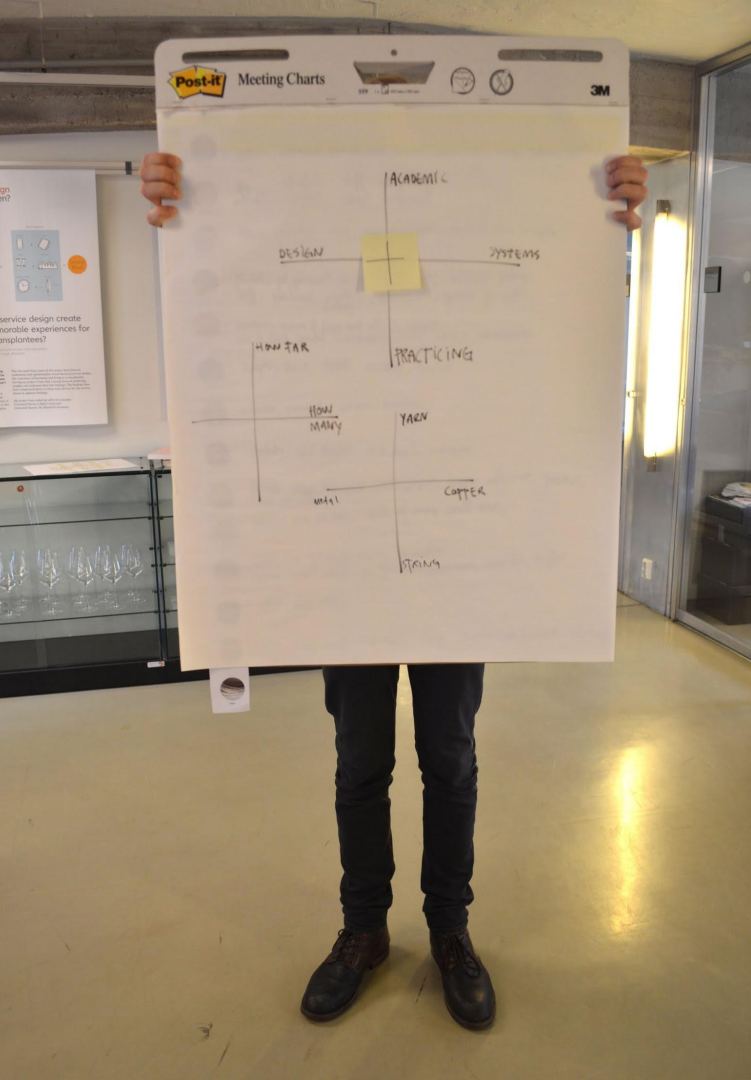 Post-it
Meeting Charts
3M
ACADEMIC
DESIGN
SYSTEMS
PRACTICING
HOW FAR
HOW
MANY
YARN
COPPER
STRING
service design create
morable experiences for
ansplantees?